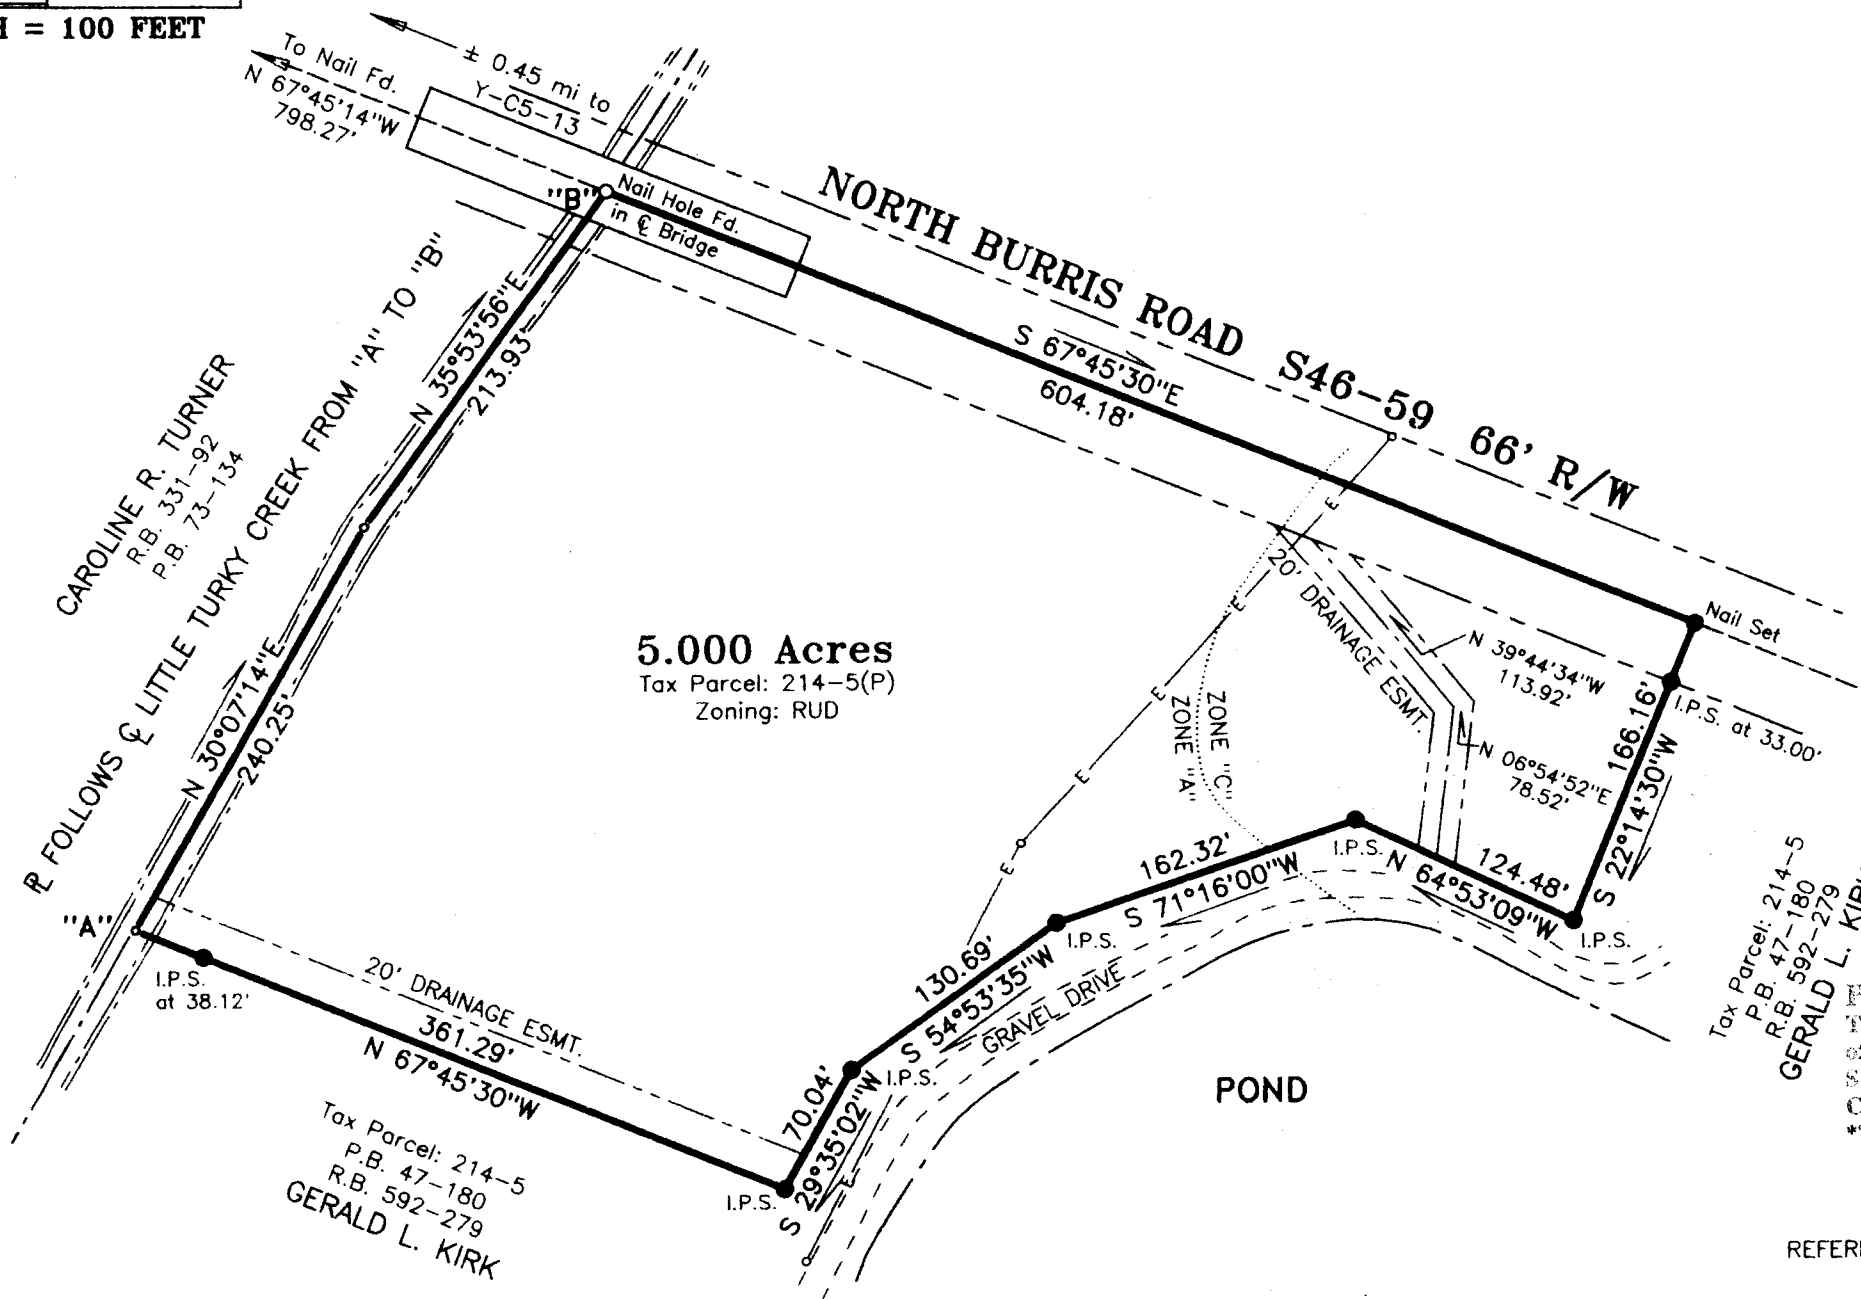 = 100 FEET
To Nail Fd.
N 67°45'14"W
798.27'
± 0.45 mi to
Y-C5-13
"B"
Nail Hole Fd.
in ℄ Bridge
NORTH BURRIS ROAD S46-59 66' R/W
S 67°45'30"E
604.18'
N 35°53'56"E
213.93'
CAROLINE R. TURNER
R.B. 331-92
P.B. 73-134
℄ FOLLOWS ℄ LITTLE TURKY CREEK FROM "A" TO "B"
N 30°07'14"E
240.25'
5.000 Acres
Tax Parcel: 214-5(P)
Zoning: RUD
E
E
E
E
E
E
20' DRAINAGE ESMT.
ZONE "C"
ZONE "A"
N 39°44'34"W
113.92'
N 06°54'52"E
78.52'
Nail Set
I.P.S. at 33.00'
166.16'
S 22°14'30"W
I.P.S.
124.48'
N 64°53'09"W
I.P.S.
162.32'
S 71°16'00"W
I.P.S.
130.69'
S 54°53'35"W
GRAVEL DRIVE
I.P.S.
70.04'
S 29°35'02"W
I.P.S.
"A"
I.P.S.
at 38.12'
20' DRAINAGE ESMT.
361.29'
N 67°45'30"W
Tax Parcel: 214-5
P.B. 47-180
R.B. 592-279
GERALD L. KIRK
POND
Tax Parcel: 214-5
P.B. 47-180
R.B. 592-279
GERALD L.